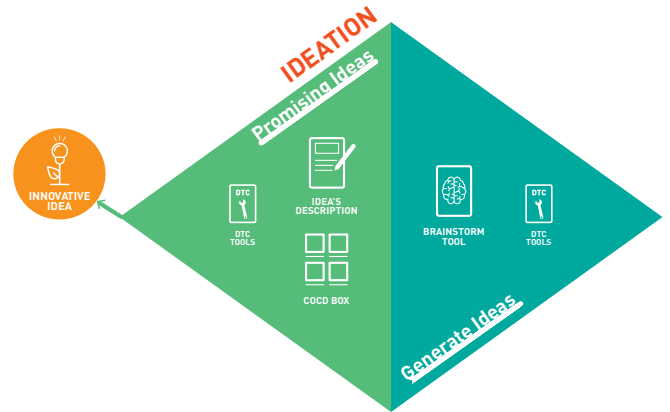 IDEATION
Promising Ideas
INNOVATIVE
IDEA
DTC
DTC
TOOLS
IDEA'S
DESCRIPTION
COCD BOX
BRAINSTORM
TOOL
DTC
DTC
TOOLS
Generate Ideas